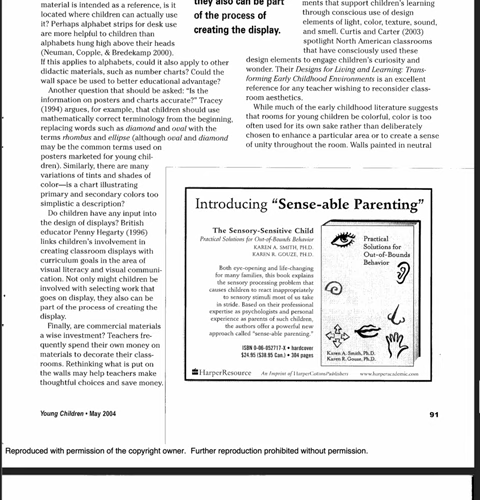 material is intended as a reference, is it
located where children can actually use
it? Perhaps alphabet strips for desk use
are more helpful to children than
alphabets hung high above their heads
(Neuman, Copple, & Bredekamp 2000).
If this applies to alphabets, could it also apply to other
didactic materials, such as number charts? Could the
wall space be used to better educational advantage?
Another question that should be asked: "Is the
information on posters and charts accurate?" Tracey
(1994) argues, for example, that children should use
mathematically correct terminology from the beginning,
replacing words such as diamond and oval with the
terms rhombus and ellipse (although oval and diamond
may be the common terms used on
posters marketed for young chil-
dren). Similarly, there are many
variations of tints and shades of
color—is a chart illustrating
primary and secondary colors too
simplistic a description?
Do children have any input into
the design of displays? British
educator Penny Hegarty (1996)
links children's involvement in
creating classroom displays with
curriculum goals in the area of
visual literacy and visual communi-
cation. Not only might children be
involved with selecting work that
goes on display, they also can be
part of the process of creating the
display.
Finally, are commercial materials
a wise investment? Teachers fre-
quently spend their own money on
materials to decorate their class-
rooms. Rethinking what is put on
the walls may help teachers make
thoughtful choices and save money.
they also can be part
of the process of
creating the display.
ments that support children's learning
through conscious use of design
elements of light, color, texture, sound,
and smell. Curtis and Carter (2003)
spotlight North American classrooms
that have consciously used these
design elements to engage children's curiosity and
wonder. Their Designs for Living and Learning: Trans-
forming Early Childhood Environments is an excellent
reference for any teacher wishing to reconsider class-
room aesthetics.
While much of the early childhood literature suggests
that rooms for young children be colorful, color is too
often used for its own sake rather than deliberately
chosen to enhance a particular area or to create a sense
of unity throughout the room. Walls painted in neutral
Introducing "Sense-able Parenting"
The Sensory-Sensitive Child
Practical Solutions for Out-of-Bounds Behavior
KAREN A. SMITH, PH.D.
KAREN R. GOUZE, PH.D.
Both eye-opening and life-changing
for many families, this book explains
the sensory processing problem that
causes children to react inappropriately
to sensory stimuli most of us take
in stride. Based on their professional
expertise as psychologists and personal
experience as parents of such children,
the authors offer a powerful new
approach called "sense-able parenting."
ISBN 0-06-052717-X • hardcover
$24.95 ($38.95 Can.) • 304 pages
Practical
Solutions for
Out-of-Bounds
Behavior
Karen A. Smith, Ph.D.
Karen R. Gouze, Ph.D.
HarperResource
An Imprint of HarperCollinsPublishers
www.harperacademic.com
Young Children • May 2004
91
Reproduced with permission of the copyright owner. Further reproduction prohibited without permission.